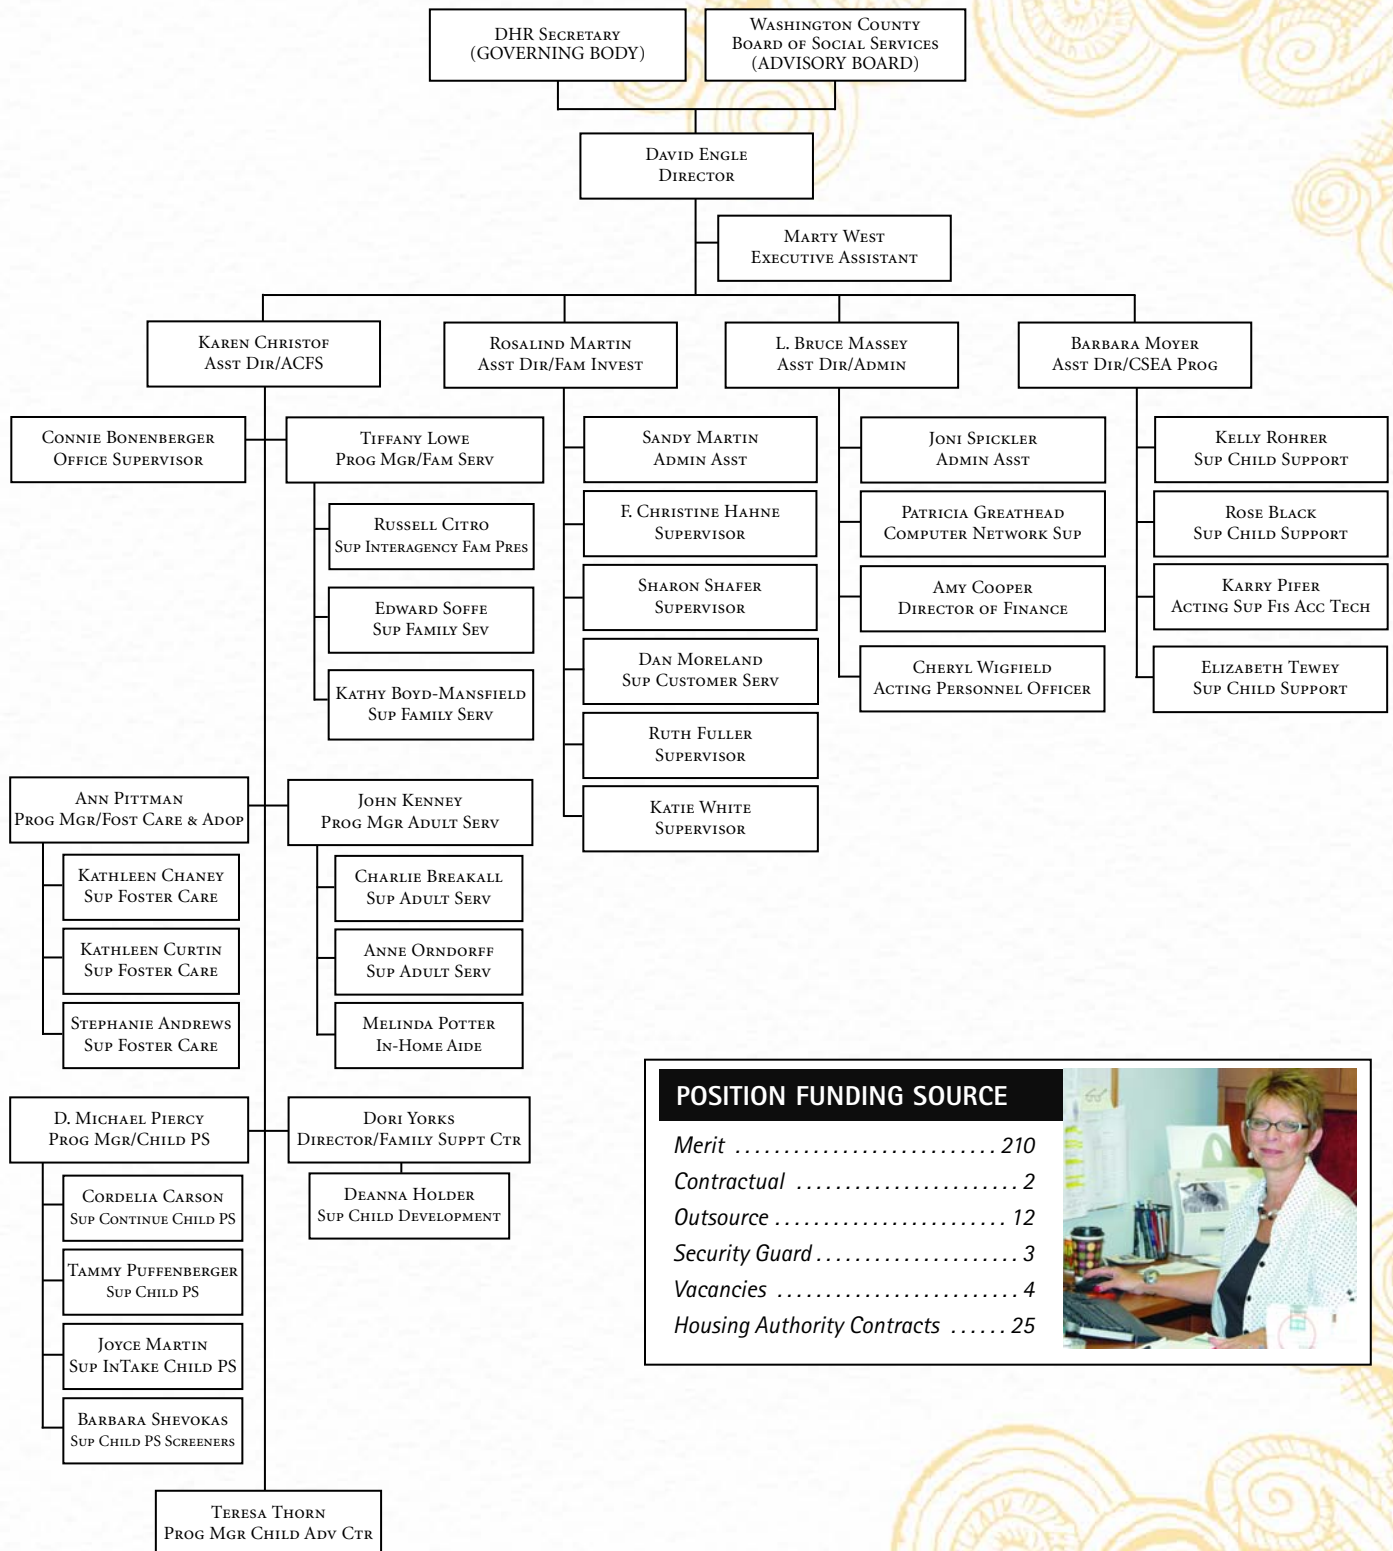 DHR Secretary
(GOVERNING BODY)
Washington County
Board of Social Services
(ADVISORY BOARD)
David Engle
Director
Marty West
Executive Assistant
Karen Christof
Asst Dir/ACFS
Rosalind Martin
Asst Dir/Fam Invest
L. Bruce Massey
Asst Dir/Admin
Barbara Moyer
Asst Dir/CSEA Prog
Connie Bonenberger
Office Supervisor
Tiffany Lowe
Prog Mgr/Fam Serv
Russell Citro
Sup Interagency Fam Pres
Edward Soffe
Sup Family Sev
Kathy Boyd-Mansfield
Sup Family Serv
Sandy Martin
Admin Asst
F. Christine Hahne
Supervisor
Sharon Shafer
Supervisor
Dan Moreland
Sup Customer Serv
Ruth Fuller
Supervisor
Katie White
Supervisor
Joni Spickler
Admin Asst
Patricia Greathead
Computer Network Sup
Amy Cooper
Director of Finance
Cheryl Wigfield
Acting Personnel Officer
Kelly Rohrer
Sup Child Support
Rose Black
Sup Child Support
Karry Pifer
Acting Sup Fis Acc Tech
Elizabeth Tewey
Sup Child Support
Ann Pittman
Prog Mgr/Fost Care & Adop
Kathleen Chaney
Sup Foster Care
Kathleen Curtin
Sup Foster Care
Stephanie Andrews
Sup Foster Care
John Kenney
Prog Mgr Adult Serv
Charlie Breakall
Sup Adult Serv
Anne Orndorff
Sup Adult Serv
Melinda Potter
In-Home Aide
D. Michael Piercy
Prog Mgr/Child PS
Cordelia Carson
Sup Continue Child PS
Tammy Puffenberger
Sup Child PS
Joyce Martin
Sup InTake Child PS
Barbara Shevokas
Sup Child PS Screeners
Dori Yorks
Director/Family Suppt Ctr
Deanna Holder
Sup Child Development
Teresa Thorn
Prog Mgr Child Adv Ctr
POSITION FUNDING SOURCE
Merit ........................... 210
Contractual ....................... 2
Outsource ........................ 12
Security Guard ..................... 3
Vacancies ......................... 4
Housing Authority Contracts ...... 25